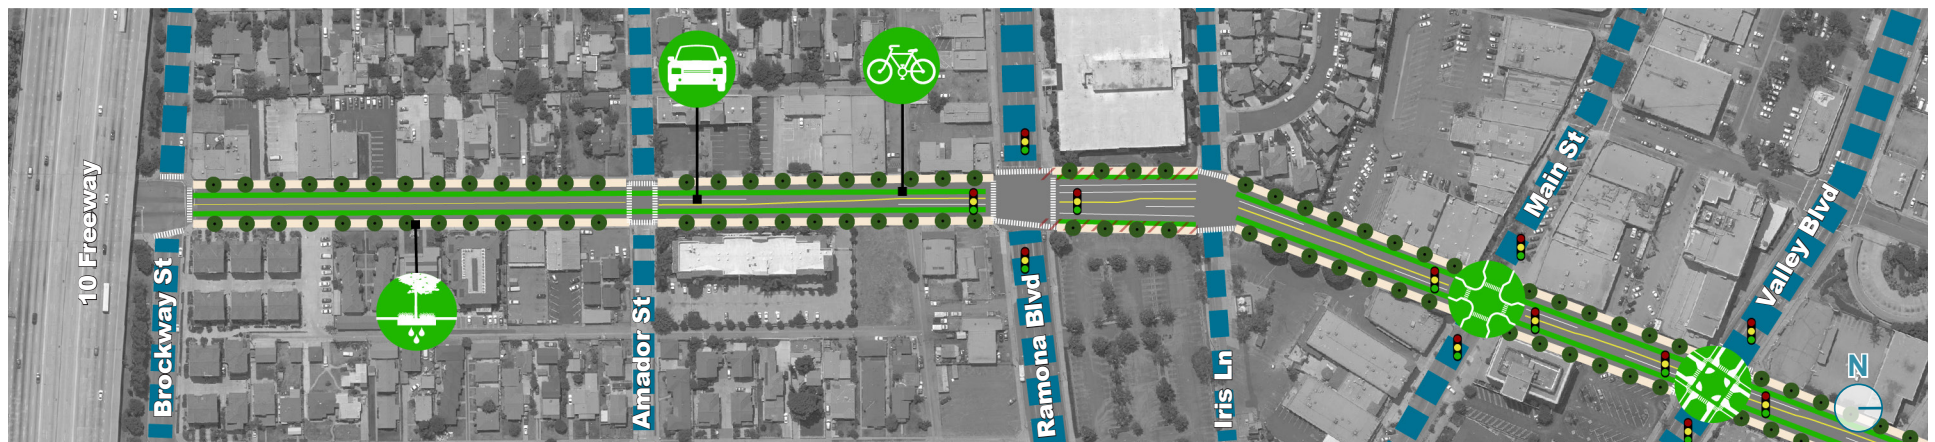 10 Freeway
Brockway St
Amador St
Ramona Blvd
Iris Ln
Main St
Valley Blvd
N